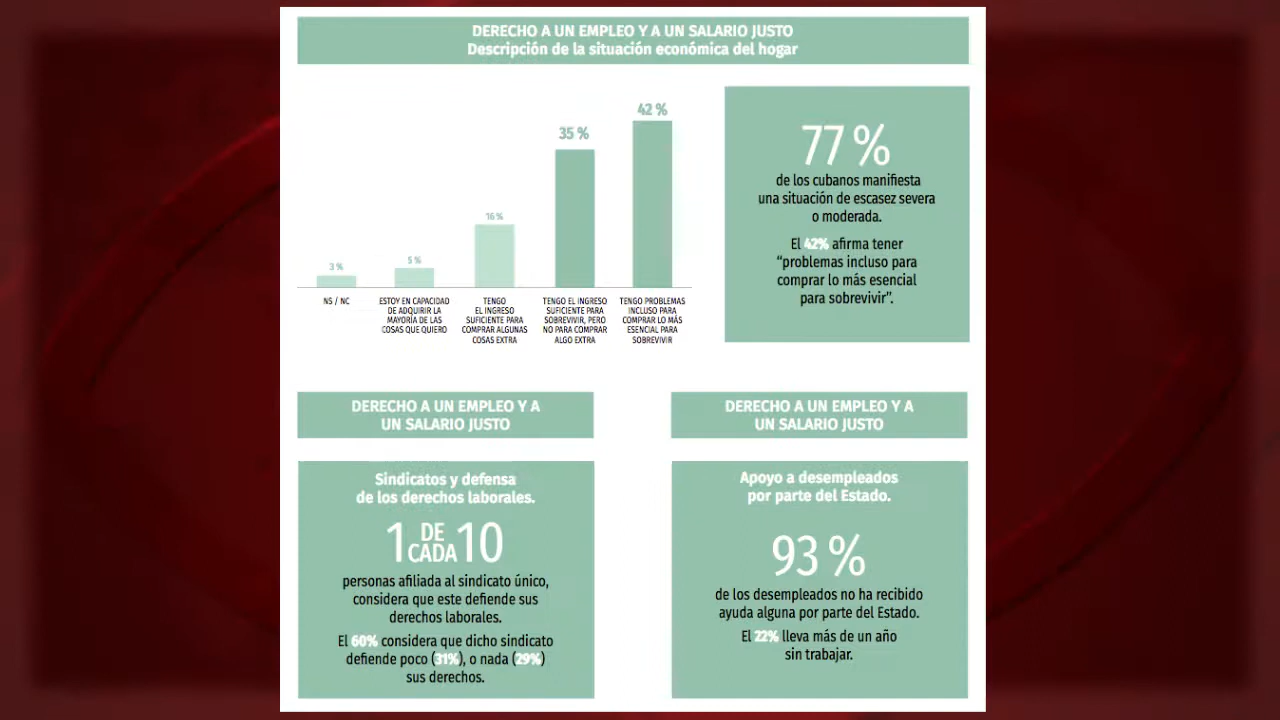 DERECHO A UN EMPLEO Y A UN SALARIO JUSTO
Descripción de la situación económica del hogar
3 %
5 %
16 %
35 %
42 %
NS / NC
ESTOY EN CAPACIDAD
DE ADQUIRIR LA
MAYORÍA DE LAS
COSAS QUE QUIERO
TENGO
EL INGRESO
SUFICIENTE PARA
COMPRAR ALGUNAS
COSAS EXTRA
TENGO EL INGRESO
SUFICIENTE PARA
SOBREVIVIR, PERO
NO PARA COMPRAR
ALGO EXTRA
TENGO PROBLEMAS
INCLUSO PARA
COMPRAR LO MÁS
ESENCIAL PARA
SOBREVIVIR
77 %
de los cubanos manifiesta
una situación de escasez severa
o moderada.
El 42% afirma tener
“problemas incluso para
comprar lo más esencial
para sobrevivir”.
DERECHO A UN EMPLEO Y A
UN SALARIO JUSTO
Sindicatos y defensa
de los derechos laborales.
1 DE CADA 10
personas afiliada al sindicato único,
considera que este defiende sus
derechos laborales.
El 60% considera que dicho sindicato
defiende poco (31%), o nada (29%)
sus derechos.
DERECHO A UN EMPLEO Y A
UN SALARIO JUSTO
Apoyo a desempleados
por parte del Estado.
93 %
de los desempleados no ha recibido
ayuda alguna por parte del Estado.
El 22% lleva más de un año
sin trabajar.